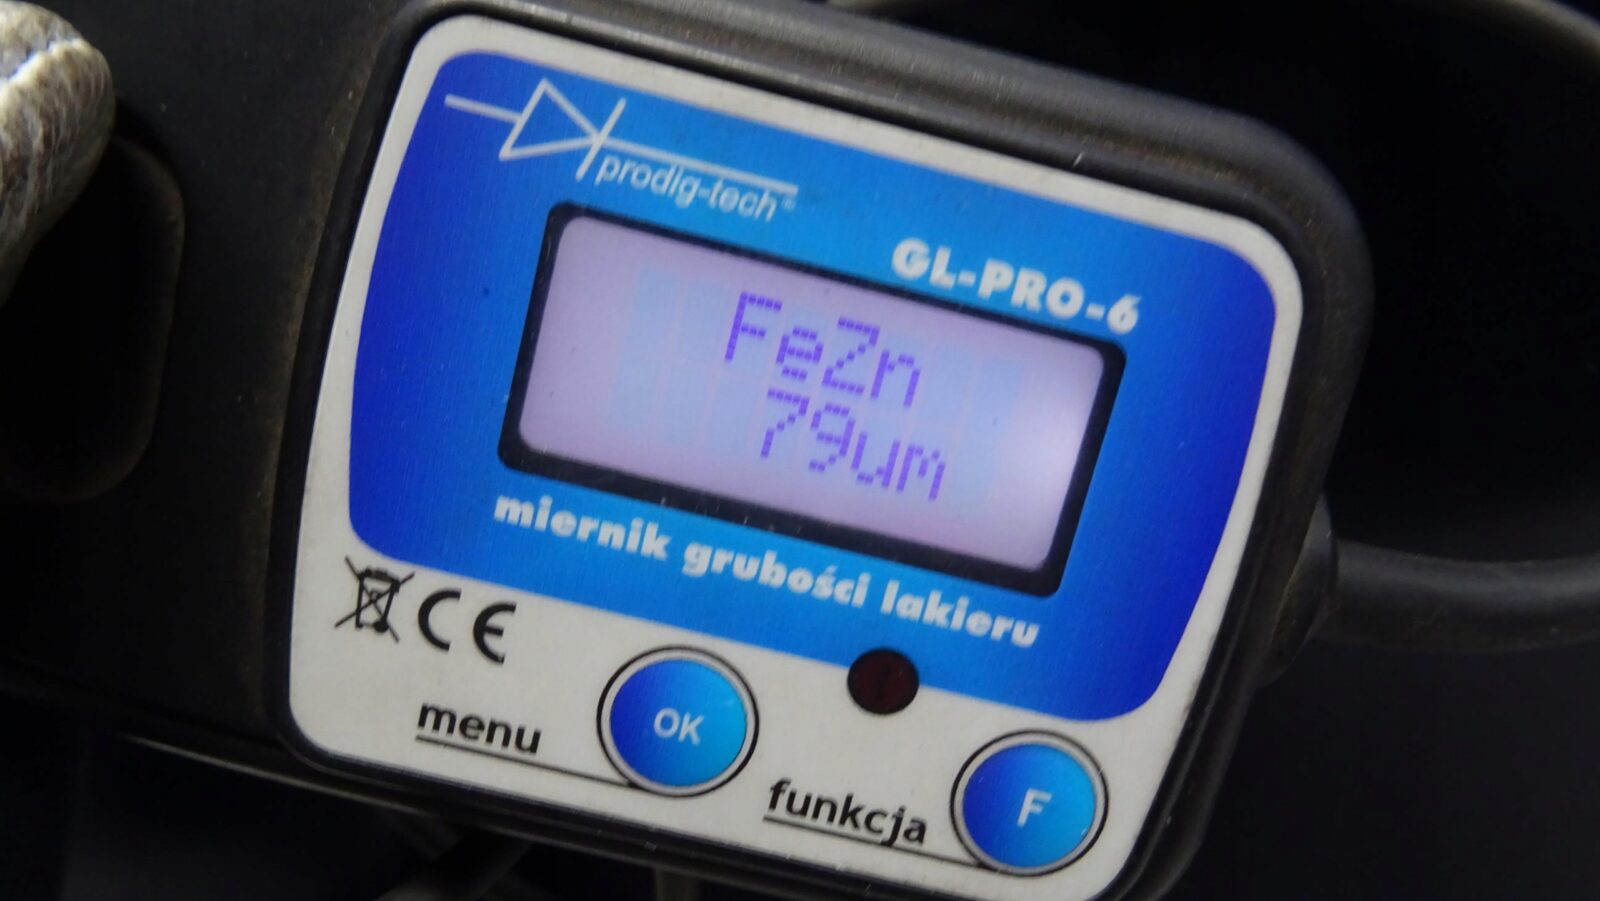 prodig-tech®
GL-PRO-6
FeZn
79um
miernik grubości lakieru
CE
menu
OK
funkcja
F